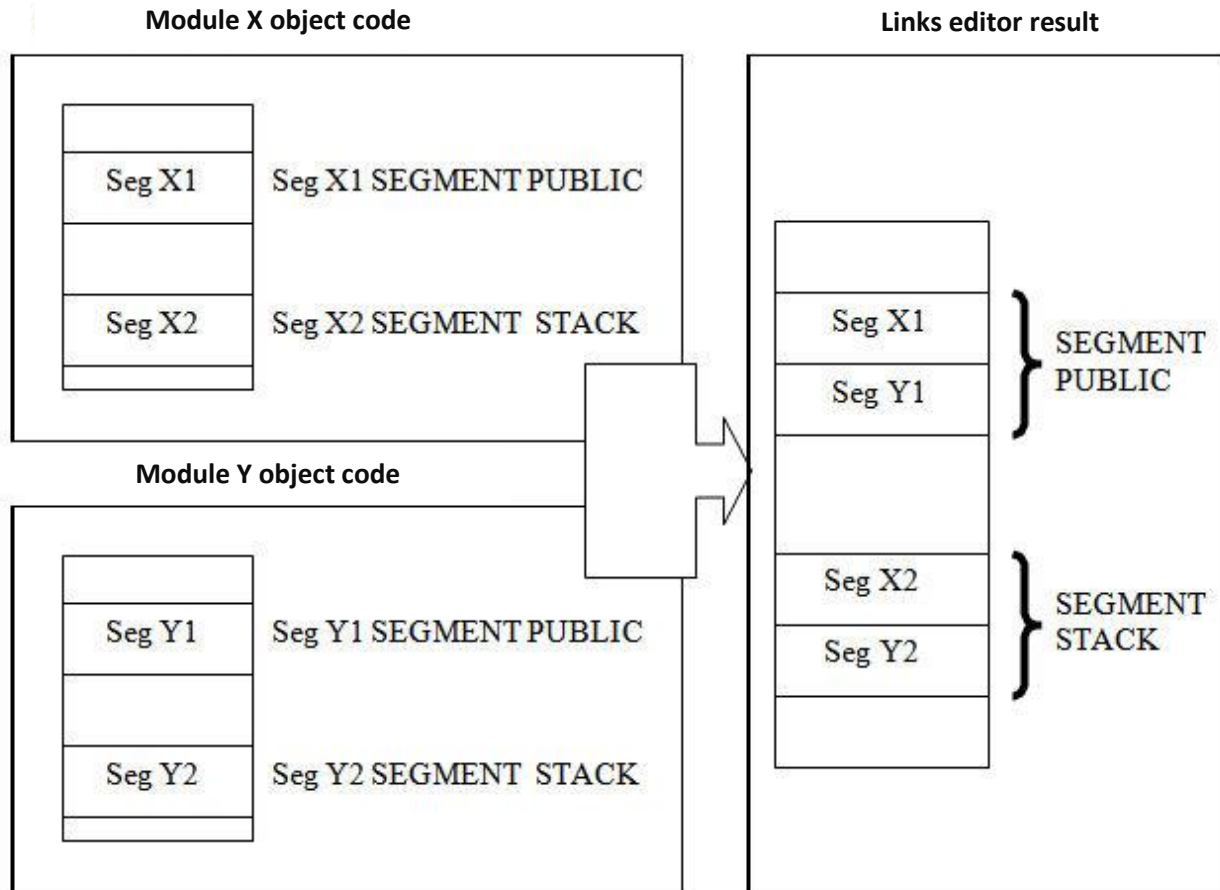 Module X object code
Seg X1
Seg X1 SEGMENT PUBLIC
Seg X2
Seg X2 SEGMENT STACK
Module Y object code
Seg Y1
Seg Y1 SEGMENT PUBLIC
Seg Y2
Seg Y2 SEGMENT STACK
Links editor result
Seg X1
Seg Y1
SEGMENT
PUBLIC
Seg X2
Seg Y2
SEGMENT
STACK